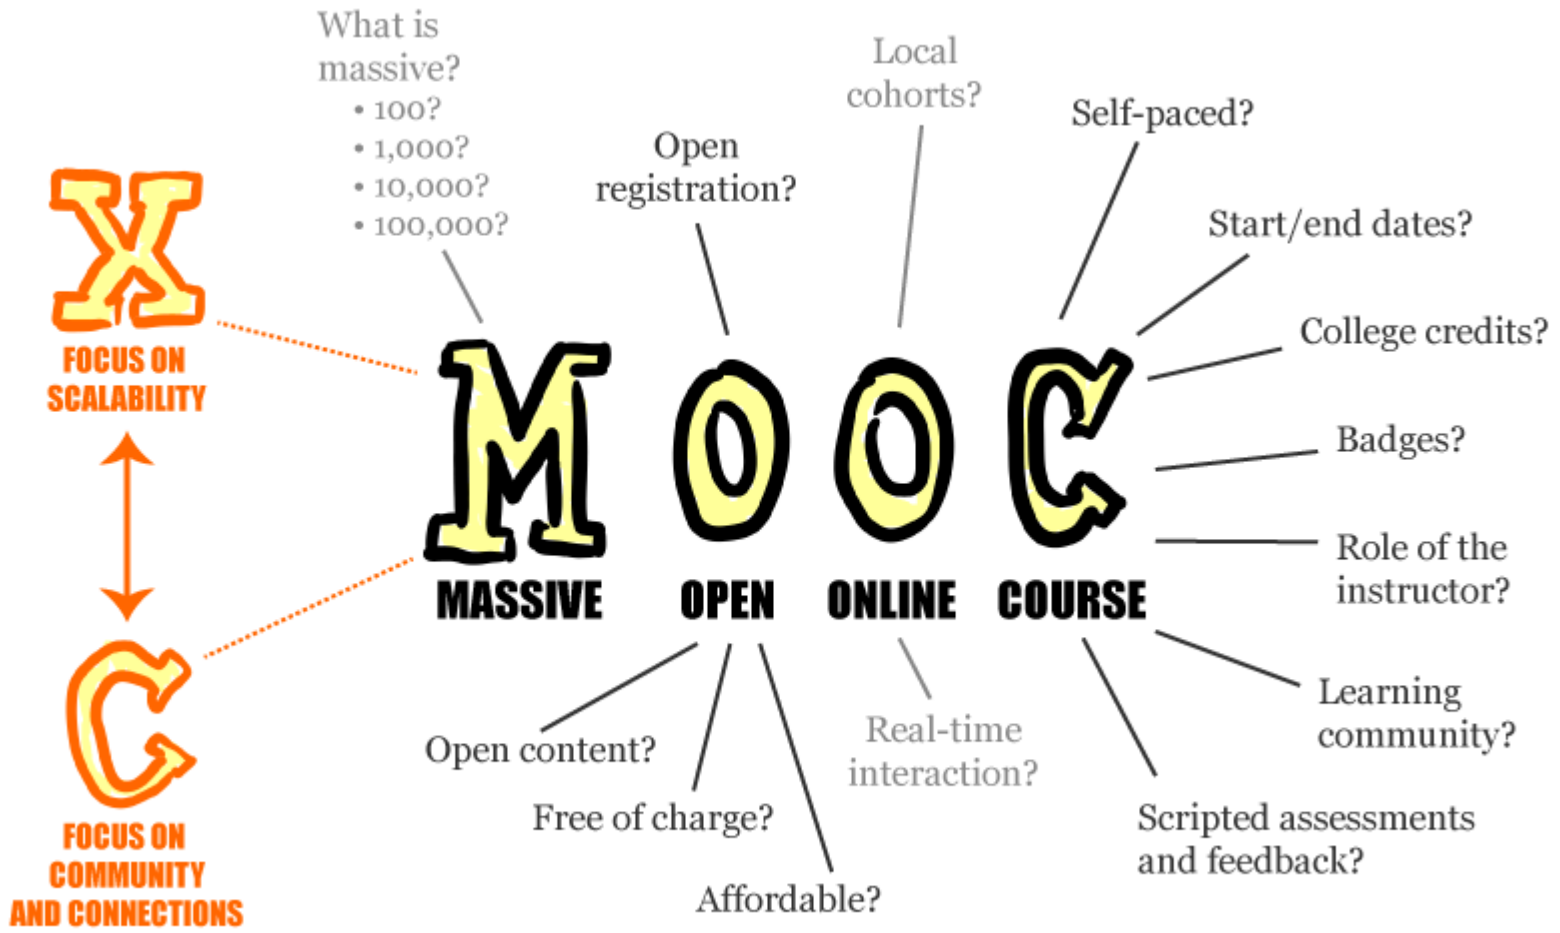 What is
massive?
• 100?
• 1,000?
• 10,000?
• 100,000?
Open
registration?
Local
cohorts?
Self-paced?
Start/end dates?
College credits?
Badges?
Role of the
instructor?
Learning
community?
Scripted assessments
and feedback?
X
FOCUS ON
SCALABILITY
C
FOCUS ON
COMMUNITY
AND CONNECTIONS
MOOC
MASSIVE OPEN ONLINE COURSE
Open content?
Free of charge?
Affordable?
Real-time
interaction?